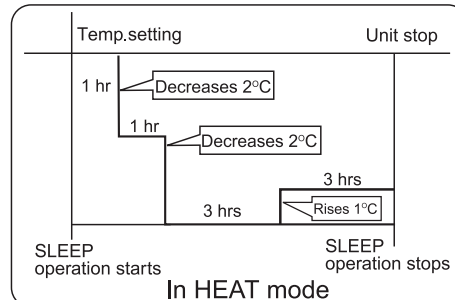 Temp.setting
Unit stop
1 hr
Decreases 2°C
1 hr
Decreases 2°C
3 hrs
3 hrs
Rises 1°C
SLEEP
operation starts
SLEEP
operation stops
In HEAT mode